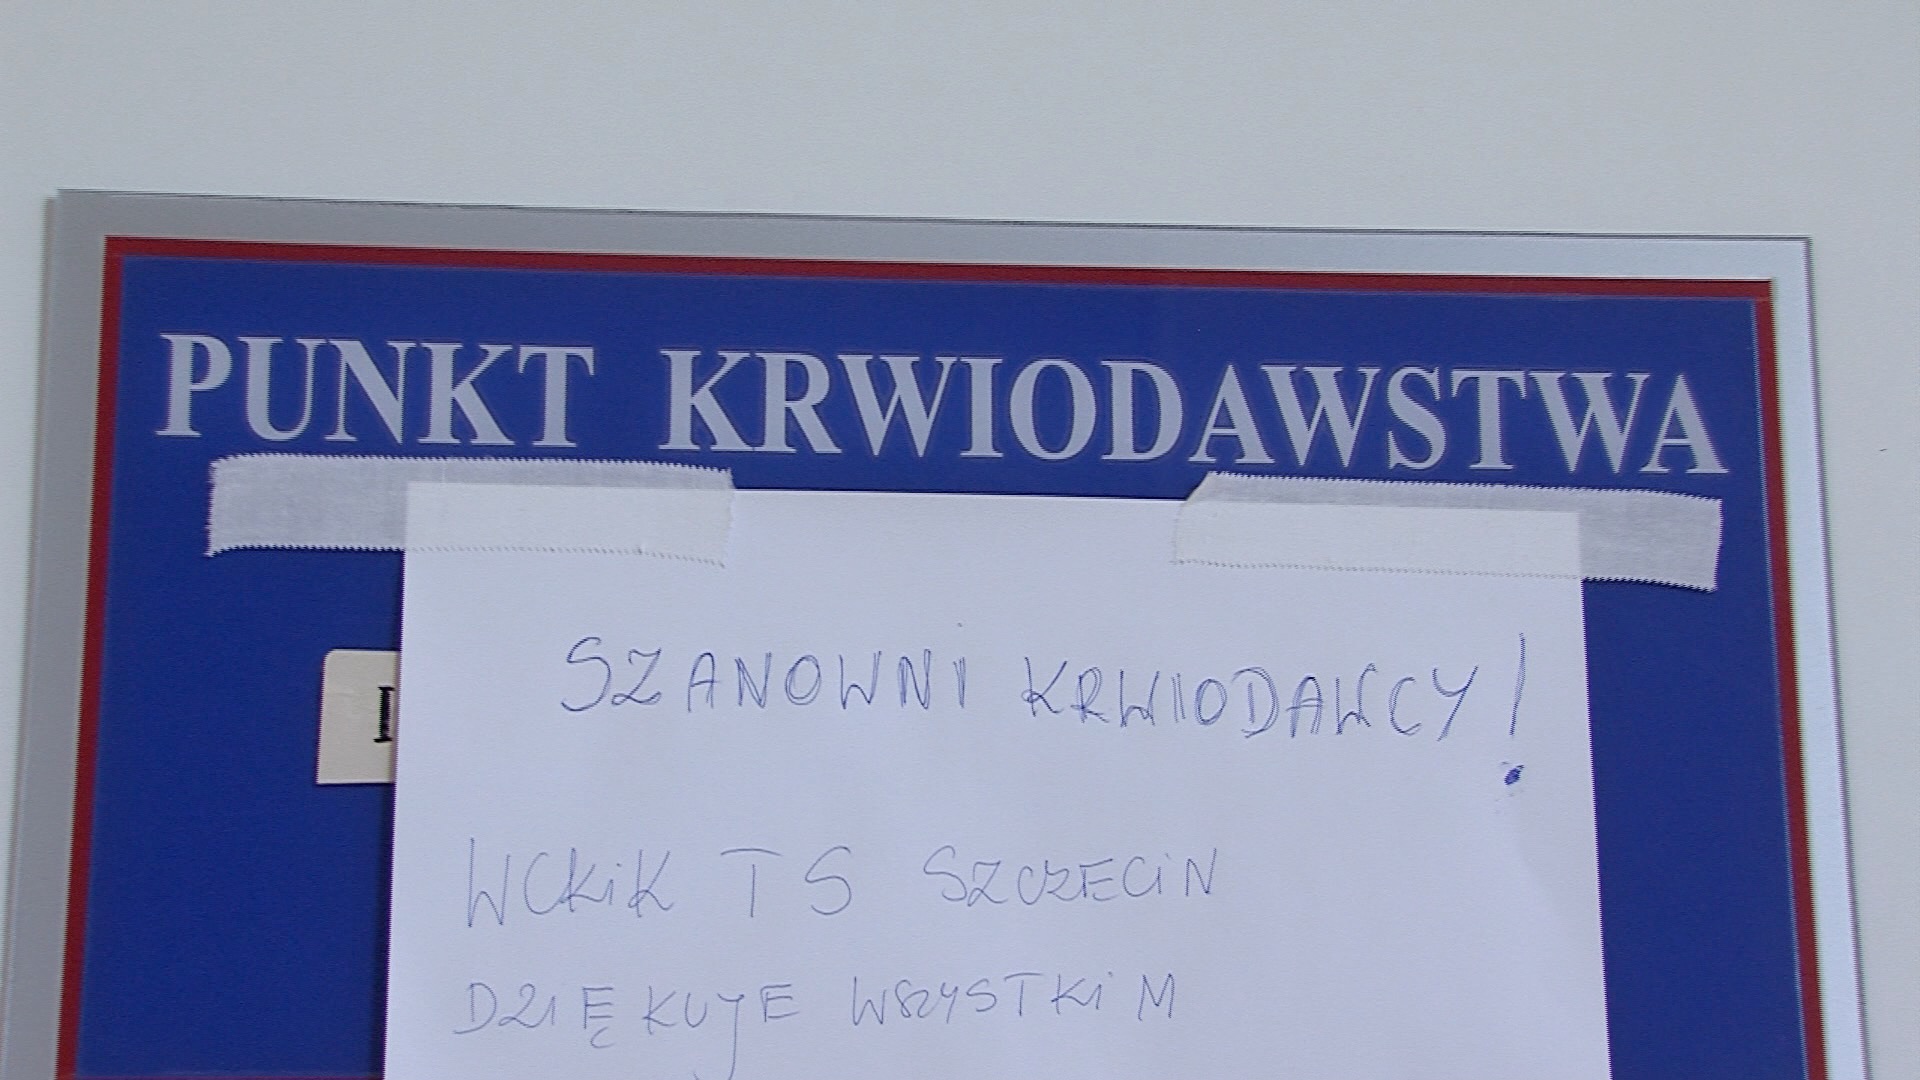 PUNKT KRWIODAWSTWA
SZANOWNI KRWIODAWCY!
WCKiK TS SZCZECiN
DZIĘKUJE WSZYSTKiM